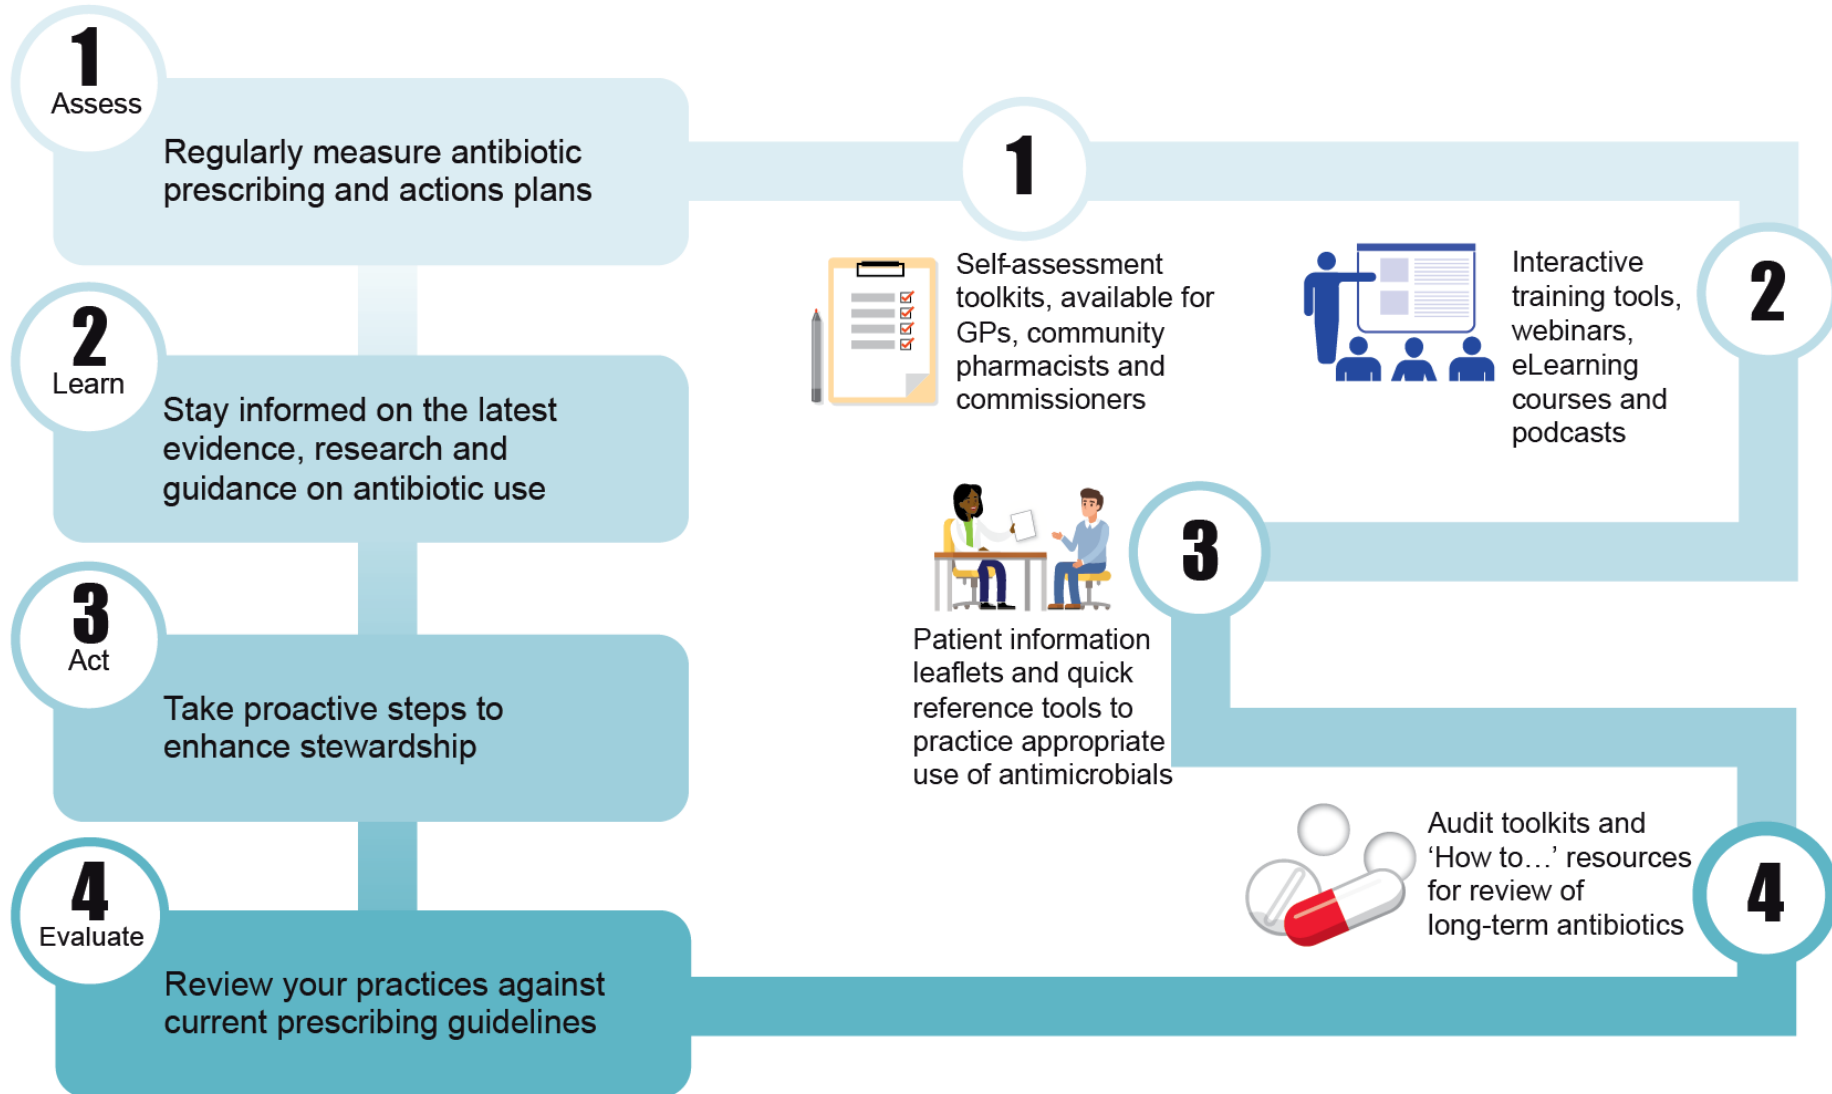 1
Assess
Regularly measure antibiotic
prescribing and actions plans
2
Learn
Stay informed on the latest
evidence, research and
guidance on antibiotic use
3
Act
Take proactive steps to
enhance stewardship
4
Evaluate
Review your practices against
current prescribing guidelines
1
Self-assessment
toolkits, available for
GPs, community
pharmacists and
commissioners
2
Interactive
training tools,
webinars,
eLearning
courses and
podcasts
3
Patient information
leaflets and quick
reference tools to
practice appropriate
use of antimicrobials
4
Audit toolkits and
‘How to…’ resources
for review of
long-term antibiotics